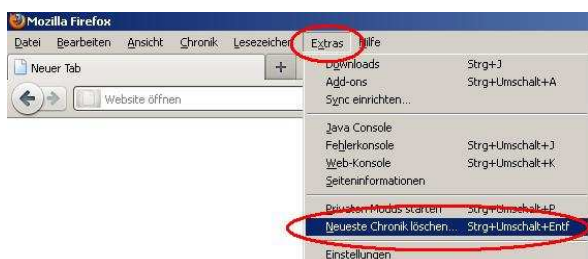 Mozilla Firefox
Datei Bearbeiten Ansicht Chronik Lesezeichen Extras Hilfe
Neuer Tab +
Website öffnen
Downloads Strg+J
Add-ons Strg+Umschalt+A
Sync einrichten...
Java Console
Fehlerkonsole Strg+Umschalt+J
Web-Konsole Strg+Umschalt+K
Seiteninformationen
Privaten Modus starten Strg+Umschalt+P
Neueste Chronik löschen... Strg+Umschalt+Entf
Einstellungen